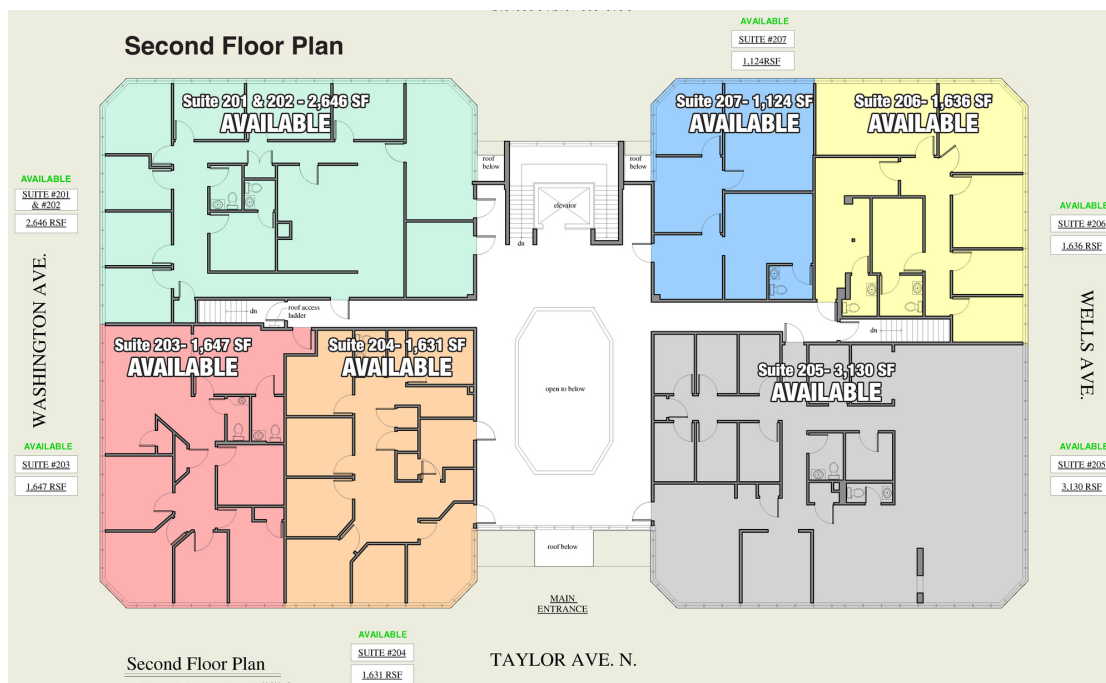 AVAILABLE
SUITE #207
1,124RSF
Second Floor Plan
Suite 201 & 202 - 2,646 SF
AVAILABLE
Suite 207- 1,124 SF
AVAILABLE
Suite 206- 1,636 SF
AVAILABLE
roof
below
roof
below
AVAILABLE
SUITE #201
& #202
2,646 RSF
elevator
dn
AVAILABLE
SUITE #206
1,636 RSF
WASHINGTON AVE.
dn
roof access
ladder
dn
WELLS AVE.
Suite 203- 1,647 SF
AVAILABLE
Suite 204- 1,631 SF
AVAILABLE
open to below
Suite 205- 3,130 SF
AVAILABLE
AVAILABLE
SUITE #203
1,647 RSF
AVAILABLE
SUITE #205
3,130 RSF
roof below
MAIN
ENTRANCE
AVAILABLE
SUITE #204
1,631 RSF
Second Floor Plan
TAYLOR AVE. N.